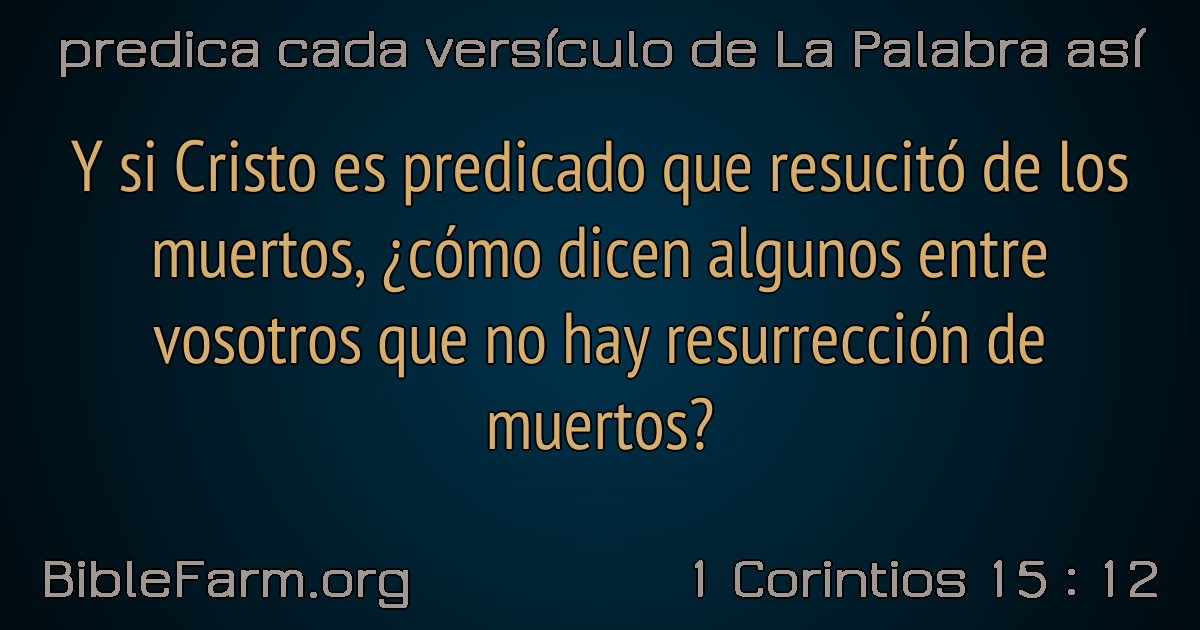 predica cada versículo de La Palabra así
Y si Cristo es predicado que resucitó de los
muertos, ¿cómo dicen algunos entre
vosotros que no hay resurrección de
muertos?
BibleFarm.org
1 Corintios 15 : 12